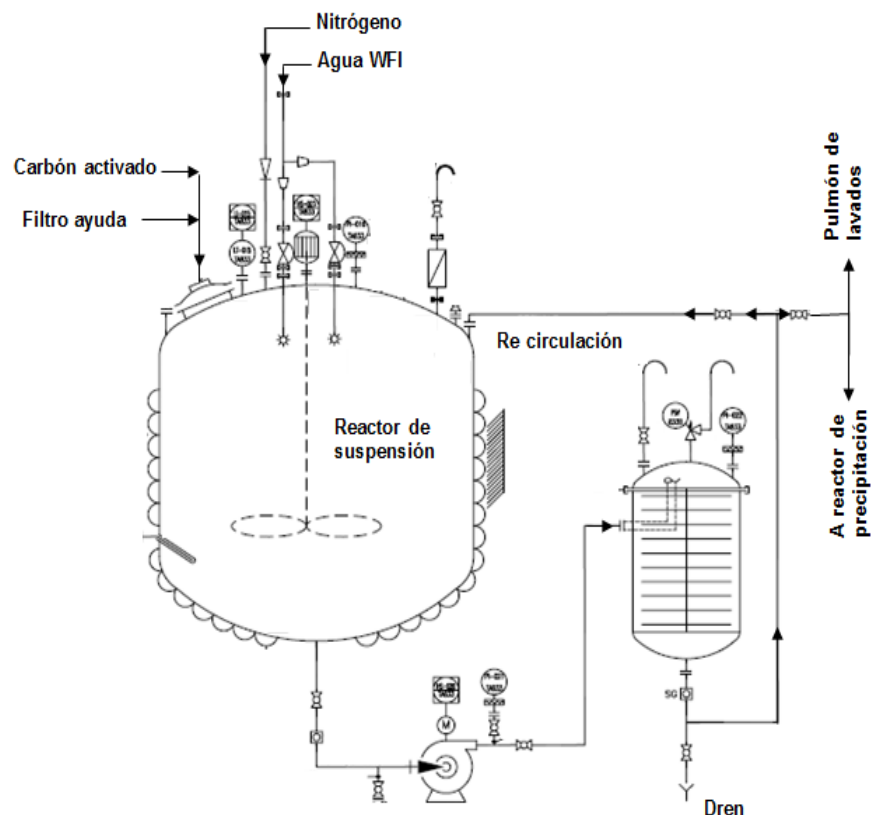 Nitrógeno
Agua WFI
Carbón activado
Filtro ayuda
Pulmón de
lavados
Re circulación
Reactor de
suspensión
A reactor de
precipitación
M
SG
Dren